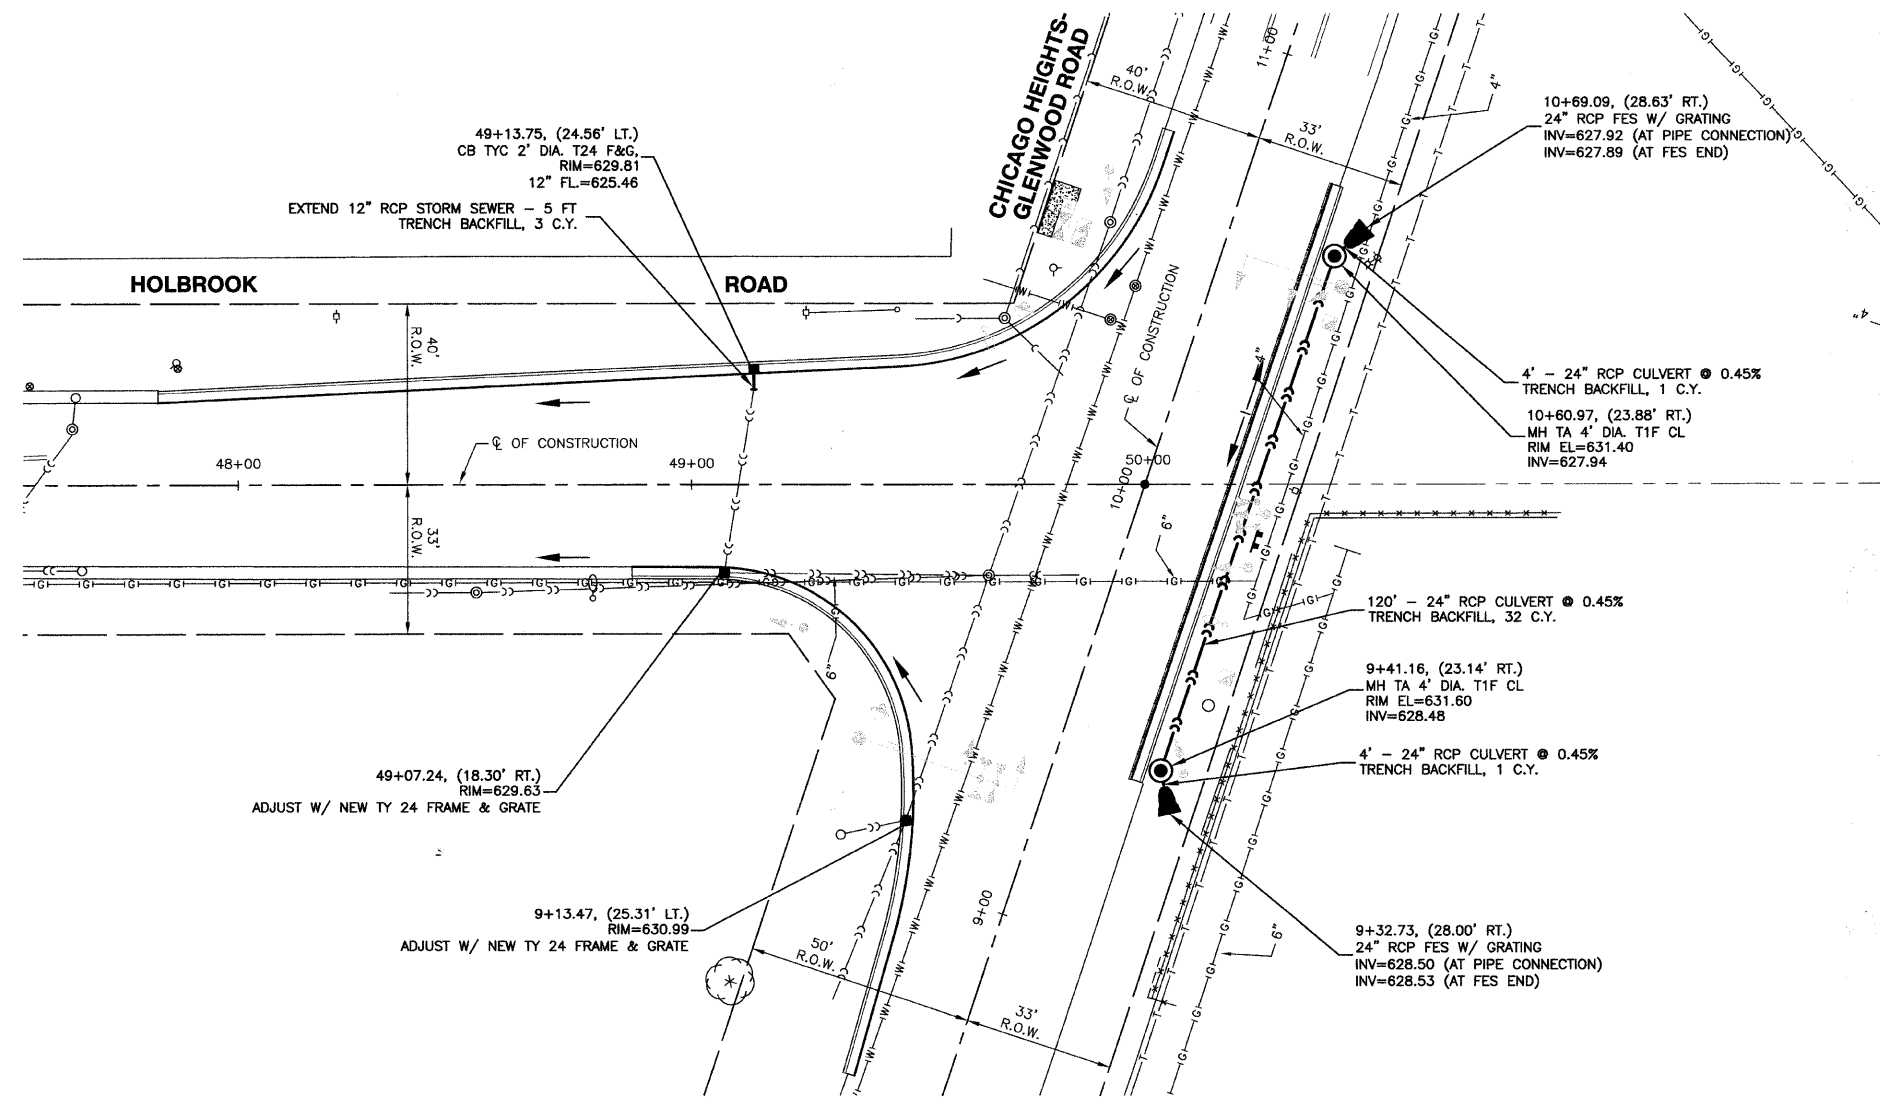 CHICAGO HEIGHTS-
GLENWOOD ROAD
40'
R.O.W.
11+00
33'
R.O.W.
4"
10+69.09, (28.63' RT.)
24" RCP FES W/ GRATING
INV=627.92 (AT PIPE CONNECTION)
INV=627.89 (AT FES END)
49+13.75, (24.56' LT.)
CB TYC 2' DIA. T24 F&G,
RIM=629.81
12" FL.=625.46
EXTEND 12" RCP STORM SEWER – 5 FT
TRENCH BACKFILL, 3 C.Y.
HOLBROOK
ROAD
40'
R.O.W.
℄ OF CONSTRUCTION
4"
4"
4' – 24" RCP CULVERT @ 0.45%
TRENCH BACKFILL, 1 C.Y.
10+60.97, (23.88' RT.)
MH TA 4' DIA. T1F CL
RIM EL=631.40
INV=627.94
℄ OF CONSTRUCTION
48+00
49+00
50+00
10+00
33'
R.O.W.
6"
120' – 24" RCP CULVERT @ 0.45%
TRENCH BACKFILL, 32 C.Y.
6"
9+41.16, (23.14' RT.)
MH TA 4' DIA. T1F CL
RIM EL=631.60
INV=628.48
4' – 24" RCP CULVERT @ 0.45%
TRENCH BACKFILL, 1 C.Y.
49+07.24, (18.30' RT.)
RIM=629.63
ADJUST W/ NEW TY 24 FRAME & GRATE
9+13.47, (25.31' LT.)
RIM=630.99
ADJUST W/ NEW TY 24 FRAME & GRATE
9+00
50'
R.O.W.
33'
R.O.W.
6"
9+32.73, (28.00' RT.)
24" RCP FES W/ GRATING
INV=628.50 (AT PIPE CONNECTION)
INV=628.53 (AT FES END)